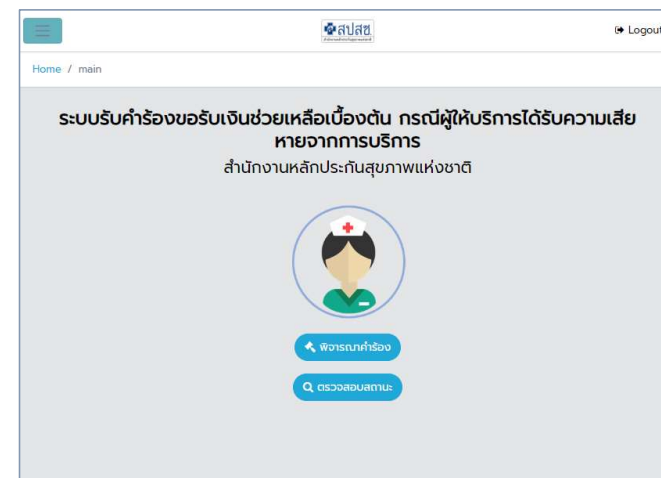 สปสช.
Logout
Home / main
ระบบรับคำร้องขอรับเงินช่วยเหลือเบื้องต้น กรณีผู้ให้บริการได้รับความเสีย
หายจากการบริการ
สำนักงานหลักประกันสุขภาพแห่งชาติ
พิจารณาคำร้อง
ตรวจสอบสถานะ